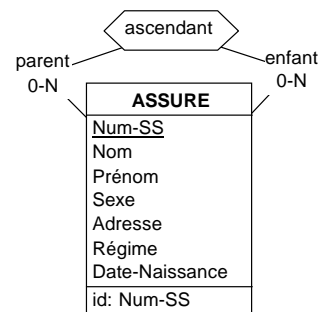 ascendant
parent
enfant
0-N
0-N
ASSURE
Num-SS
Nom
Prénom
Sexe
Adresse
Régime
Date-Naissance
id: Num-SS